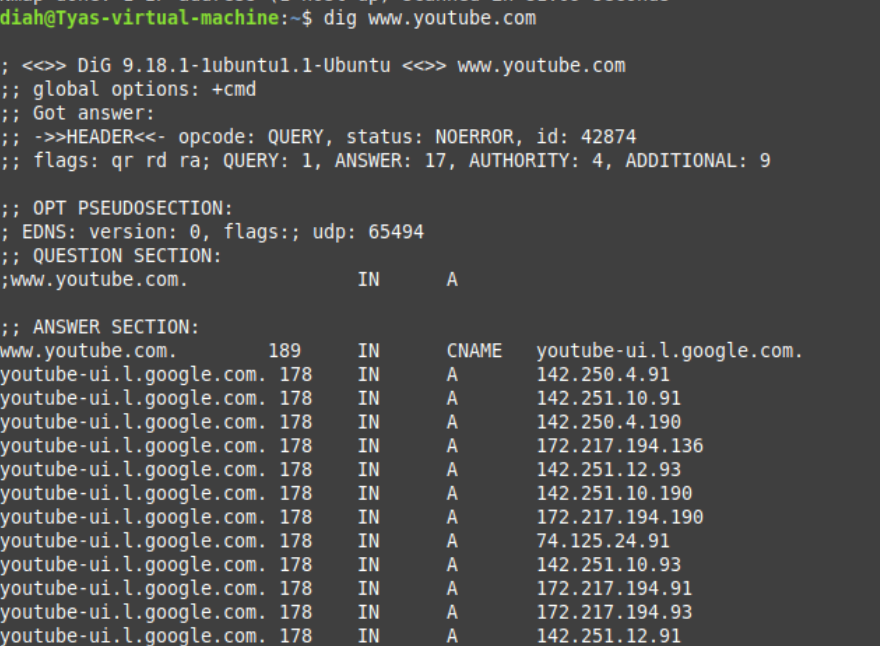 diah@Tyas-virtual-machine:~$ dig www.youtube.com
; <<>> DiG 9.18.1-1ubuntu1.1-Ubuntu <<>> www.youtube.com
;; global options: +cmd
;; Got answer:
;; ->>HEADER<<- opcode: QUERY, status: NOERROR, id: 42874
;; flags: qr rd ra; QUERY: 1, ANSWER: 17, AUTHORITY: 4, ADDITIONAL: 9
;; OPT PSEUDOSECTION:
; EDNS: version: 0, flags:; udp: 65494
;; QUESTION SECTION:
;www.youtube.com. IN A
;; ANSWER SECTION:
www.youtube.com. 189 IN CNAME youtube-ui.l.google.com.
youtube-ui.l.google.com. 178 IN A 142.250.4.91
youtube-ui.l.google.com. 178 IN A 142.251.10.91
youtube-ui.l.google.com. 178 IN A 142.250.4.190
youtube-ui.l.google.com. 178 IN A 172.217.194.136
youtube-ui.l.google.com. 178 IN A 142.251.12.93
youtube-ui.l.google.com. 178 IN A 142.251.10.190
youtube-ui.l.google.com. 178 IN A 172.217.194.190
youtube-ui.l.google.com. 178 IN A 74.125.24.91
youtube-ui.l.google.com. 178 IN A 142.251.10.93
youtube-ui.l.google.com. 178 IN A 172.217.194.91
youtube-ui.l.google.com. 178 IN A 172.217.194.93
youtube-ui.l.google.com. 178 IN A 142.251.12.91